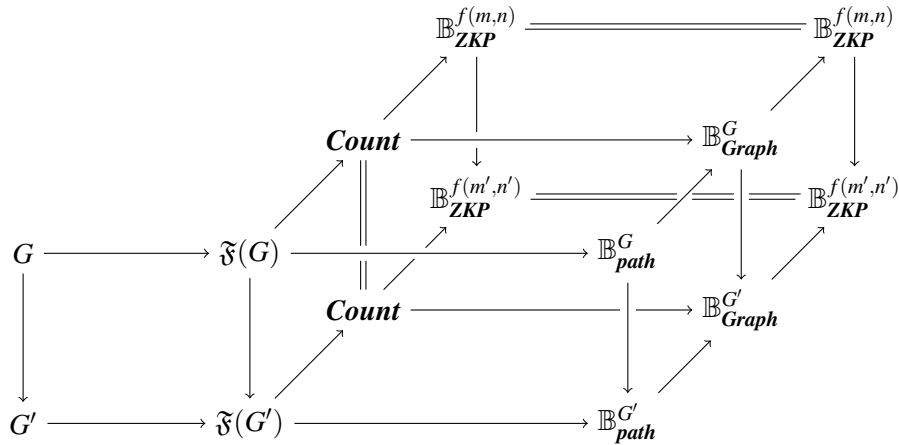 𝔹_ZKP^{f(m,n)} 𝔹_ZKP^{f(m,n)}
Count 𝔹_Graph^G
𝔹_ZKP^{f(m′,n′)} 𝔹_ZKP^{f(m′,n′)}
G 𝔉(G) 𝔹_path^G
Count 𝔹_Graph^{G′}
G′ 𝔉(G′) 𝔹_path^{G′}